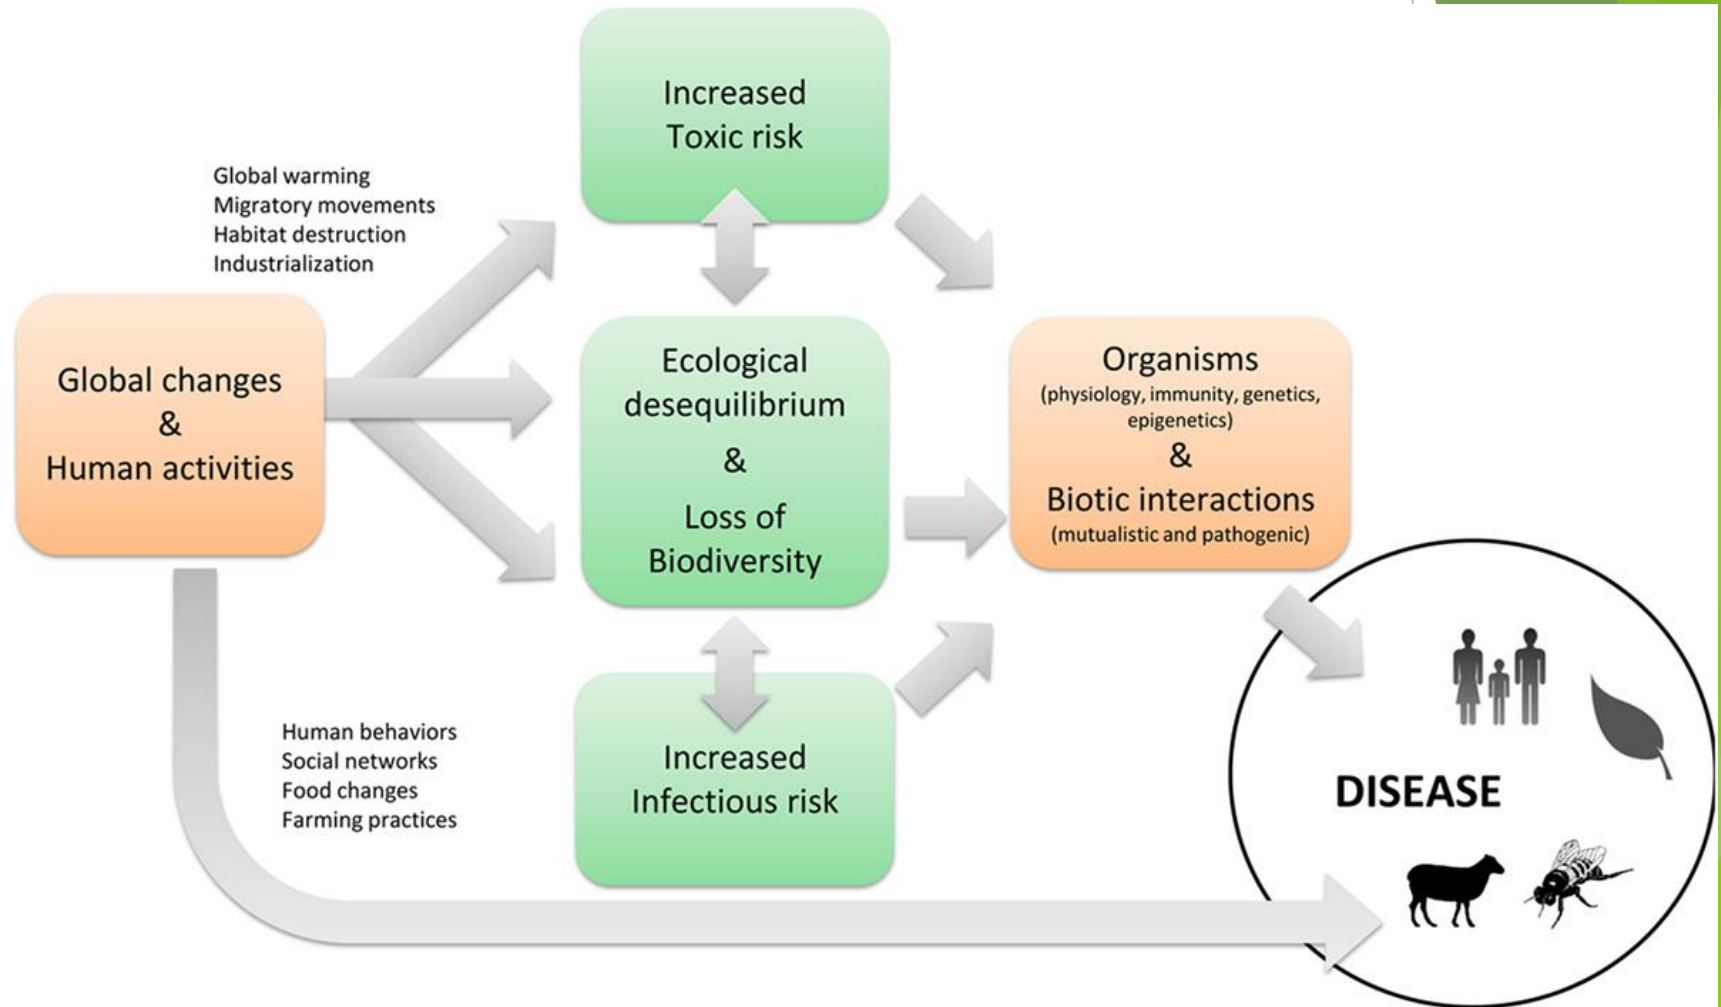 Increased
Toxic risk
Global warming
Migratory movements
Habitat destruction
Industrialization
Global changes
&
Human activities
Ecological
desequilibrium
&
Loss of
Biodiversity
Organisms
(physiology, immunity, genetics,
epigenetics)
&
Biotic interactions
(mutualistic and pathogenic)
Human behaviors
Social networks
Food changes
Farming practices
Increased
Infectious risk
DISEASE